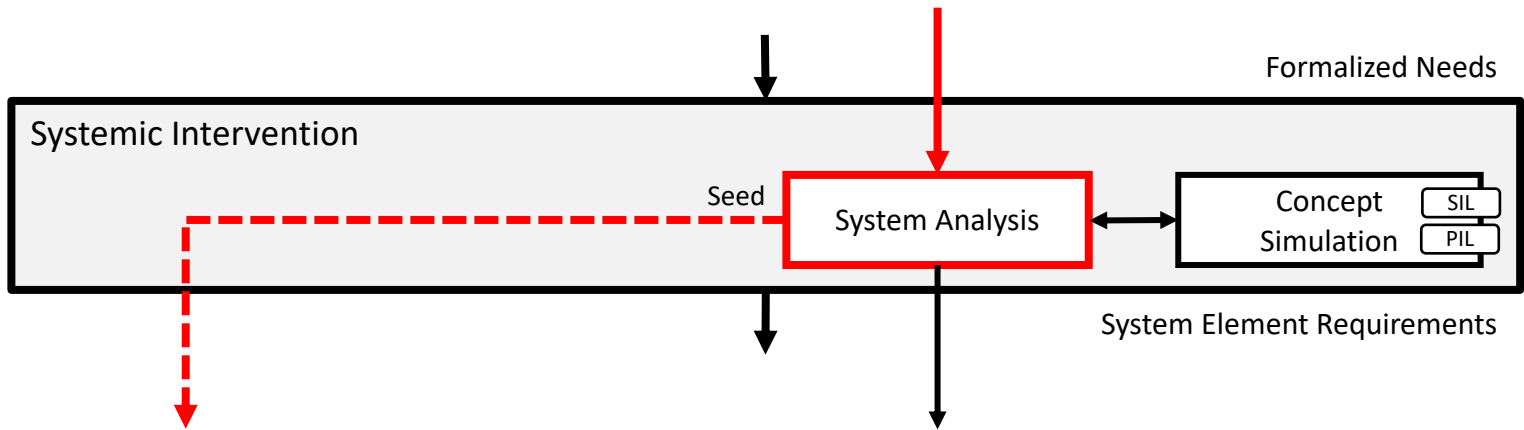 Formalized Needs
Systemic Intervention
Seed
System Analysis
Concept
Simulation
SIL
PIL
System Element Requirements